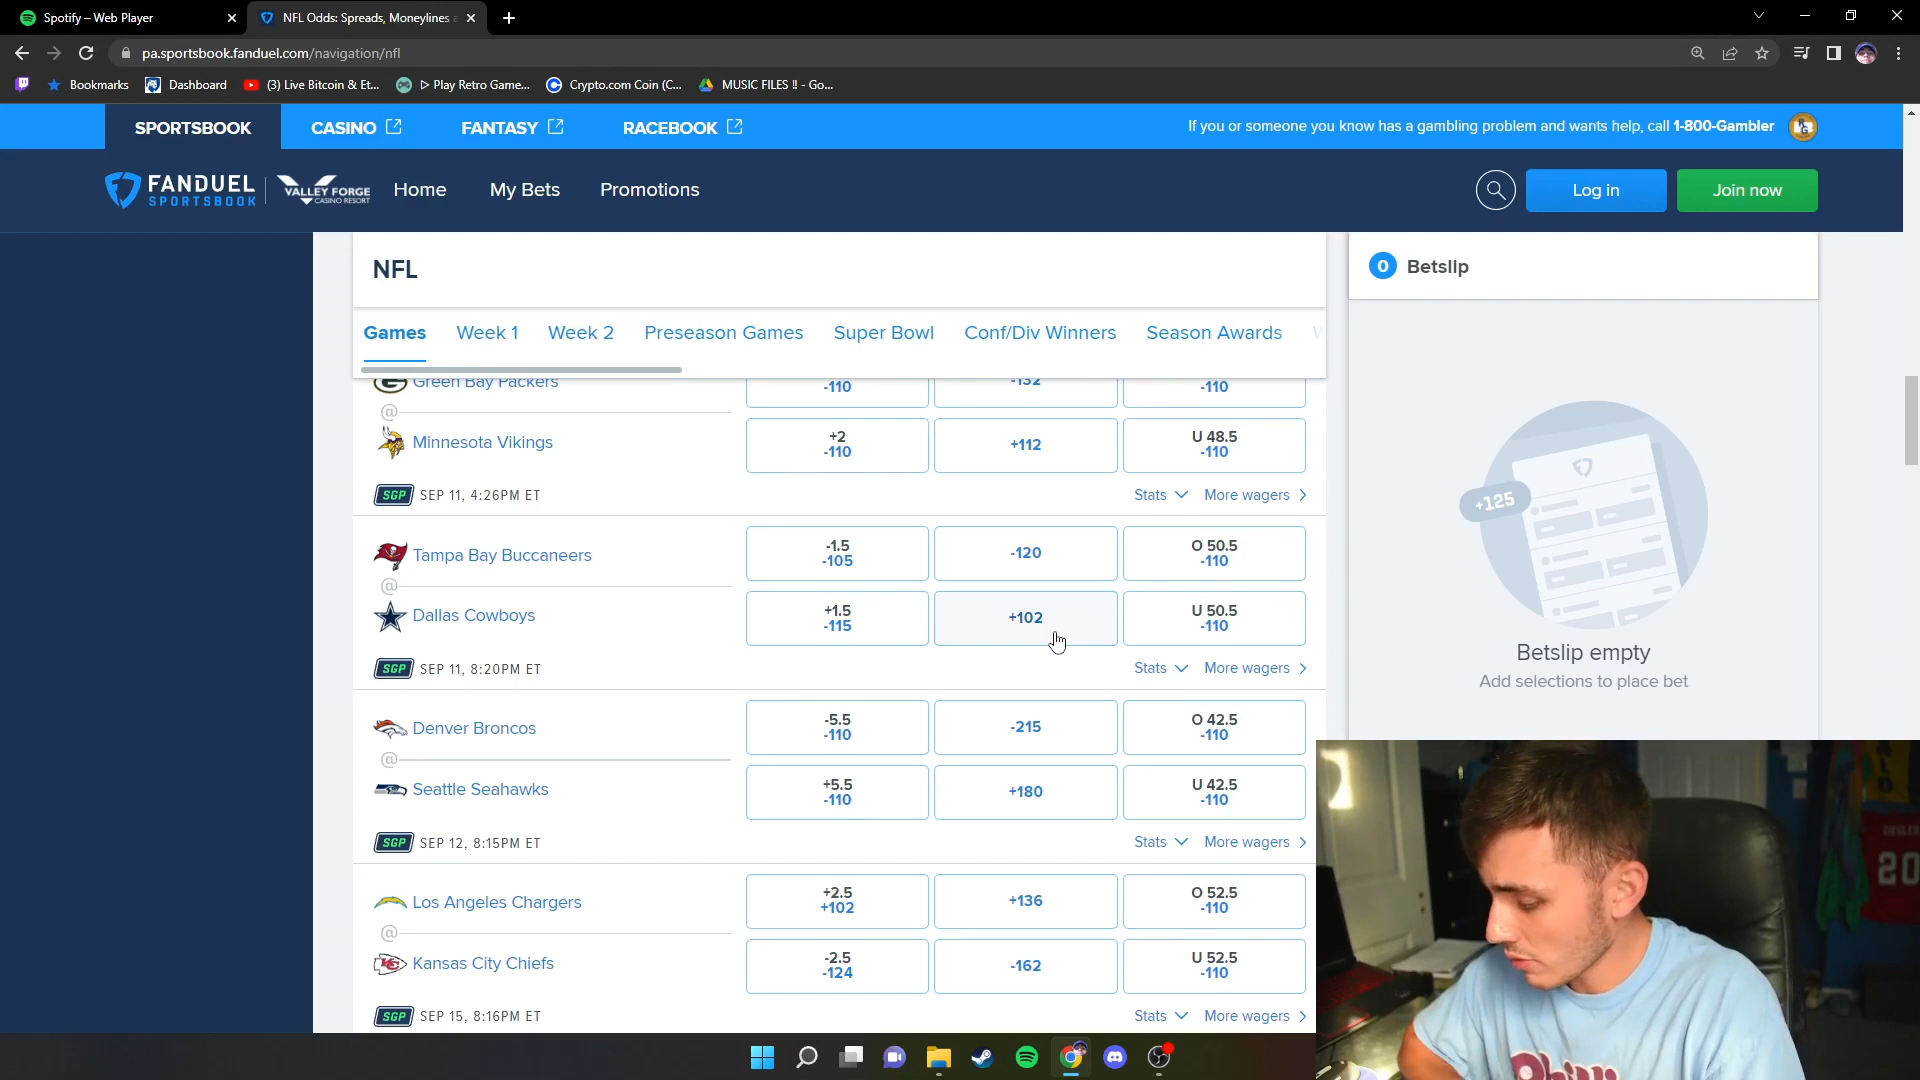 Spotify – Web Player
NFL Odds: Spreads, Moneylines a
pa.sportsbook.fanduel.com/navigation/nfl
Bookmarks
Dashboard
(3) Live Bitcoin & Et...
▷ Play Retro Game...
Crypto.com Coin (C...
MUSIC FILES !! - Go...
SPORTSBOOK
CASINO
FANTASY
RACEBOOK
If you or someone you know has a gambling problem and wants help, call 1-800-Gambler
RG
FANDUEL
SPORTSBOOK
VALLEY FORGE
CASINO RESORT
Home
My Bets
Promotions
Log in
Join now
NFL
0
Betslip
Games
Week 1
Week 2
Preseason Games
Super Bowl
Conf/Div Winners
Season Awards
W
Green Bay Packers
-110
-132
-110
@
Minnesota Vikings
+2
-110
+112
U 48.5
-110
SGP
SEP 11, 4:26PM ET
Stats
More wagers
Tampa Bay Buccaneers
-1.5
-105
-120
O 50.5
-110
@
Dallas Cowboys
+1.5
-115
+102
U 50.5
-110
SGP
SEP 11, 8:20PM ET
Stats
More wagers
Denver Broncos
-5.5
-110
-215
O 42.5
-110
@
Seattle Seahawks
+5.5
-110
+180
U 42.5
-110
SGP
SEP 12, 8:15PM ET
Stats
More wagers
Los Angeles Chargers
+2.5
+102
+136
O 52.5
-110
@
Kansas City Chiefs
-2.5
-124
-162
U 52.5
-110
SGP
SEP 15, 8:16PM ET
Stats
More wagers
+125
Betslip empty
Add selections to place bet
20